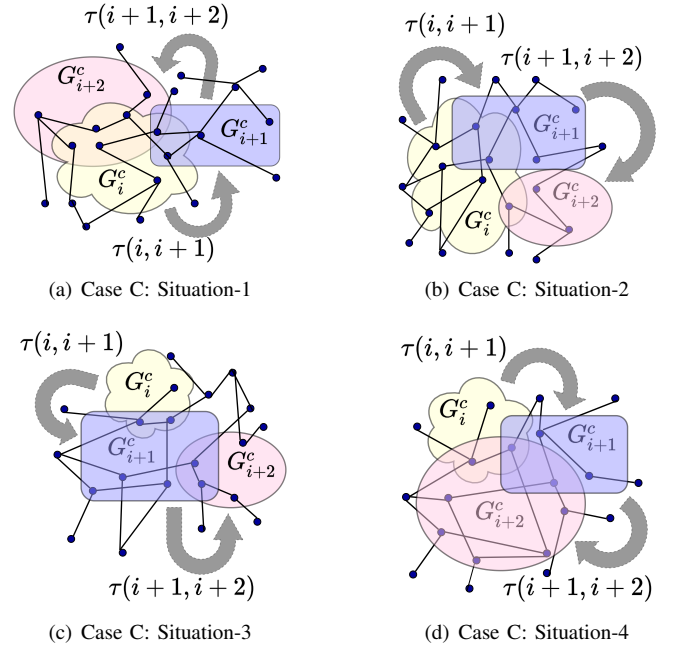 τ(i+1, i+2)
G^c_{i+2}
G^c_{i+1}
G^c_i
τ(i, i+1)
(a) Case C: Situation-1
τ(i, i+1)
τ(i+1, i+2)
G^c_{i+1}
G^c_{i+2}
G^c_i
(b) Case C: Situation-2
τ(i, i+1)
G^c_i
G^c_{i+1}
G^c_{i+2}
τ(i+1, i+2)
(c) Case C: Situation-3
τ(i, i+1)
G^c_i
G^c_{i+1}
G^c_{i+2}
τ(i+1, i+2)
(d) Case C: Situation-4